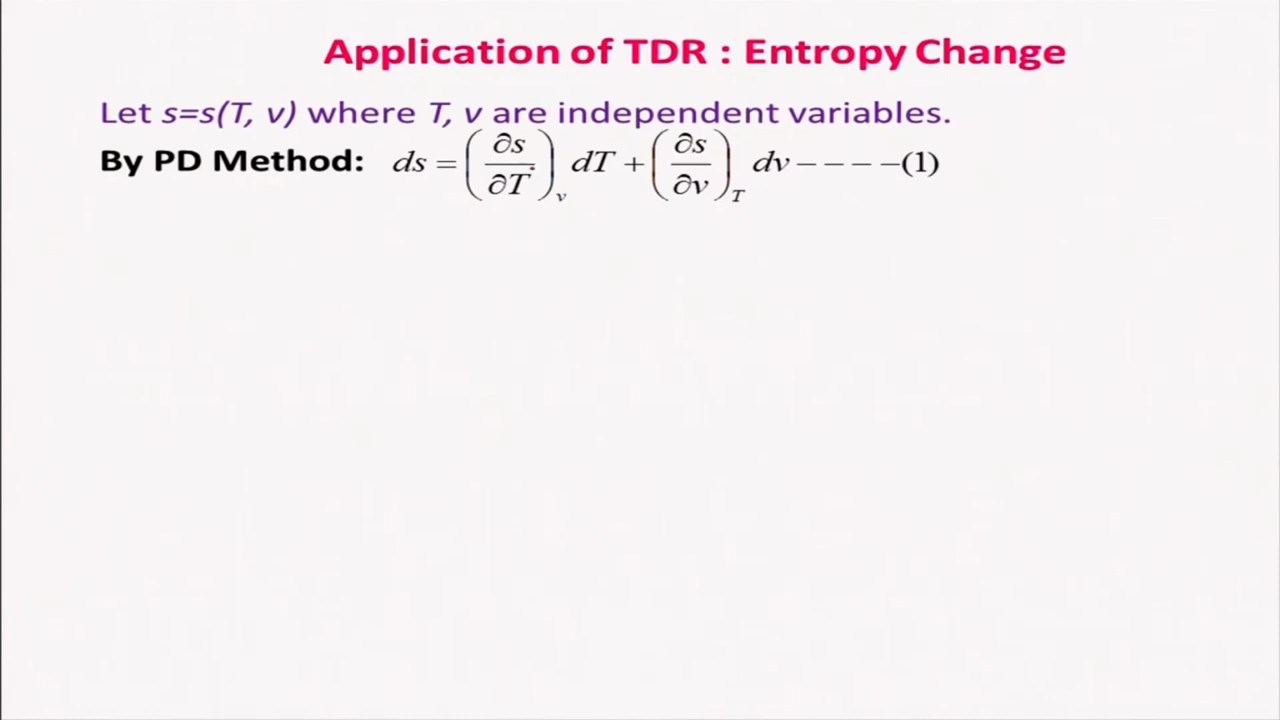 Application of TDR : Entropy Change
Let s=s(T, v) where T, v are independent variables.
By PD Method: ds = (∂s/∂T)_v dT + (∂s/∂v)_T dv − − − −(1)